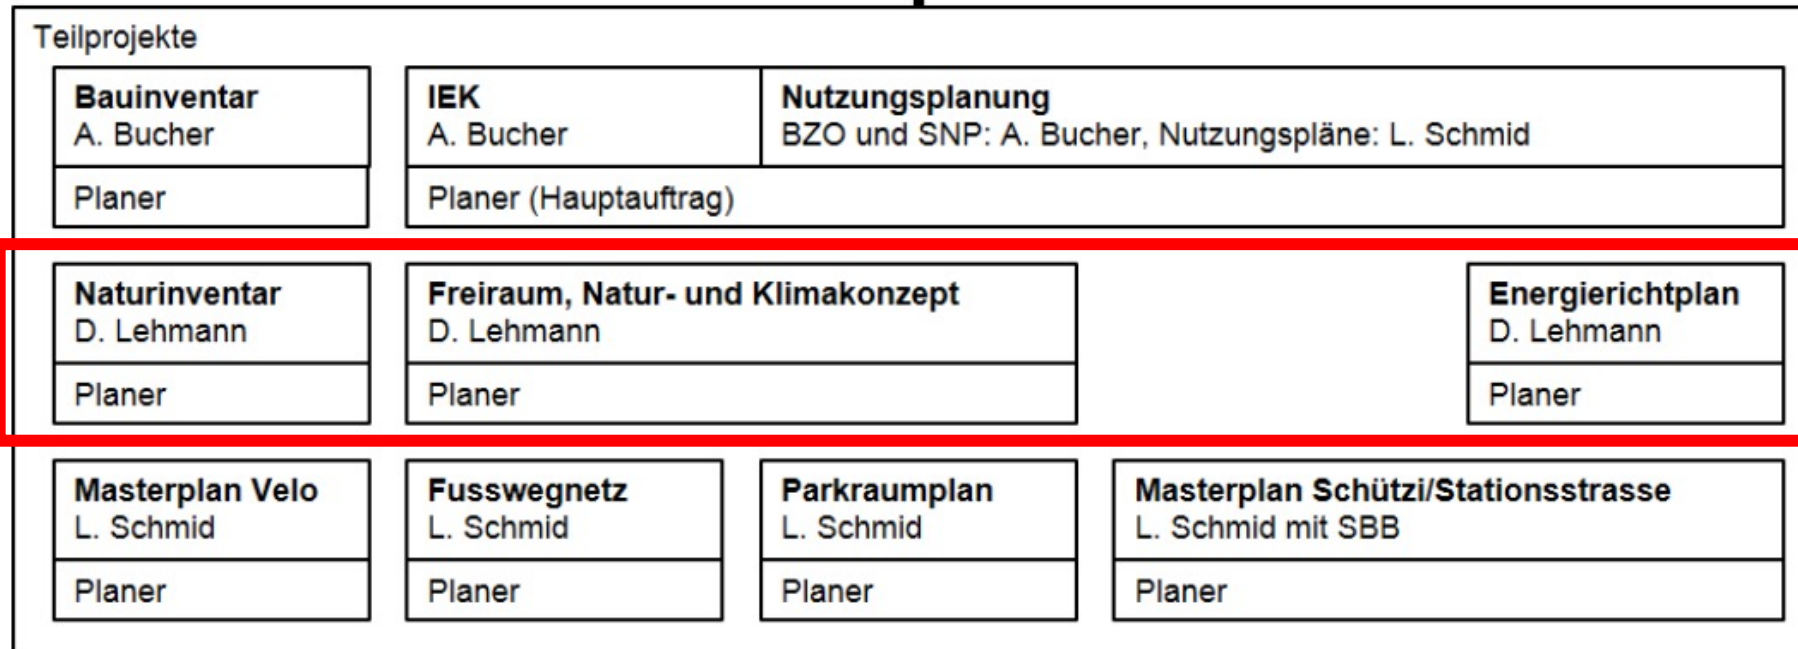 Teilprojekte
Bauinventar
A. Bucher
Planer
IEK
A. Bucher
Nutzungsplanung
BZO und SNP: A. Bucher, Nutzungspläne: L. Schmid
Planer (Hauptauftrag)
Naturinventar
D. Lehmann
Planer
Freiraum, Natur- und Klimakonzept
D. Lehmann
Planer
Energierichtplan
D. Lehmann
Planer
Masterplan Velo
L. Schmid
Planer
Fusswegnetz
L. Schmid
Planer
Parkraumplan
L. Schmid
Planer
Masterplan Schützi/Stationsstrasse
L. Schmid mit SBB
Planer